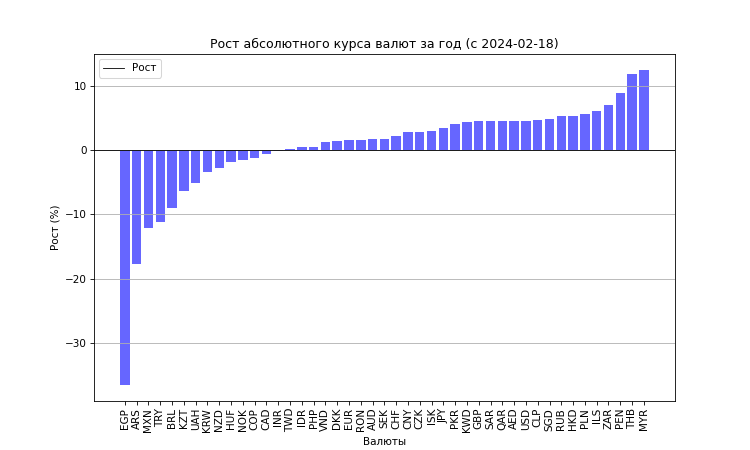 Рост абсолютного курса валют за год (с 2024-02-18)
Рост
Рост (%)
10
0
−10
−20
−30
EGP ARS MXN TRY BRL KZT UAH KRW NZD HUF NOK COP CAD INR TWD IDR PHP VND DKK EUR RON AUD SEK CHF CNY CZK ISK JPY PKR KWD GBP SAR QAR AED USD CLP SGD RUB HKD PLN ILS ZAR PEN THB MYR
Валюты